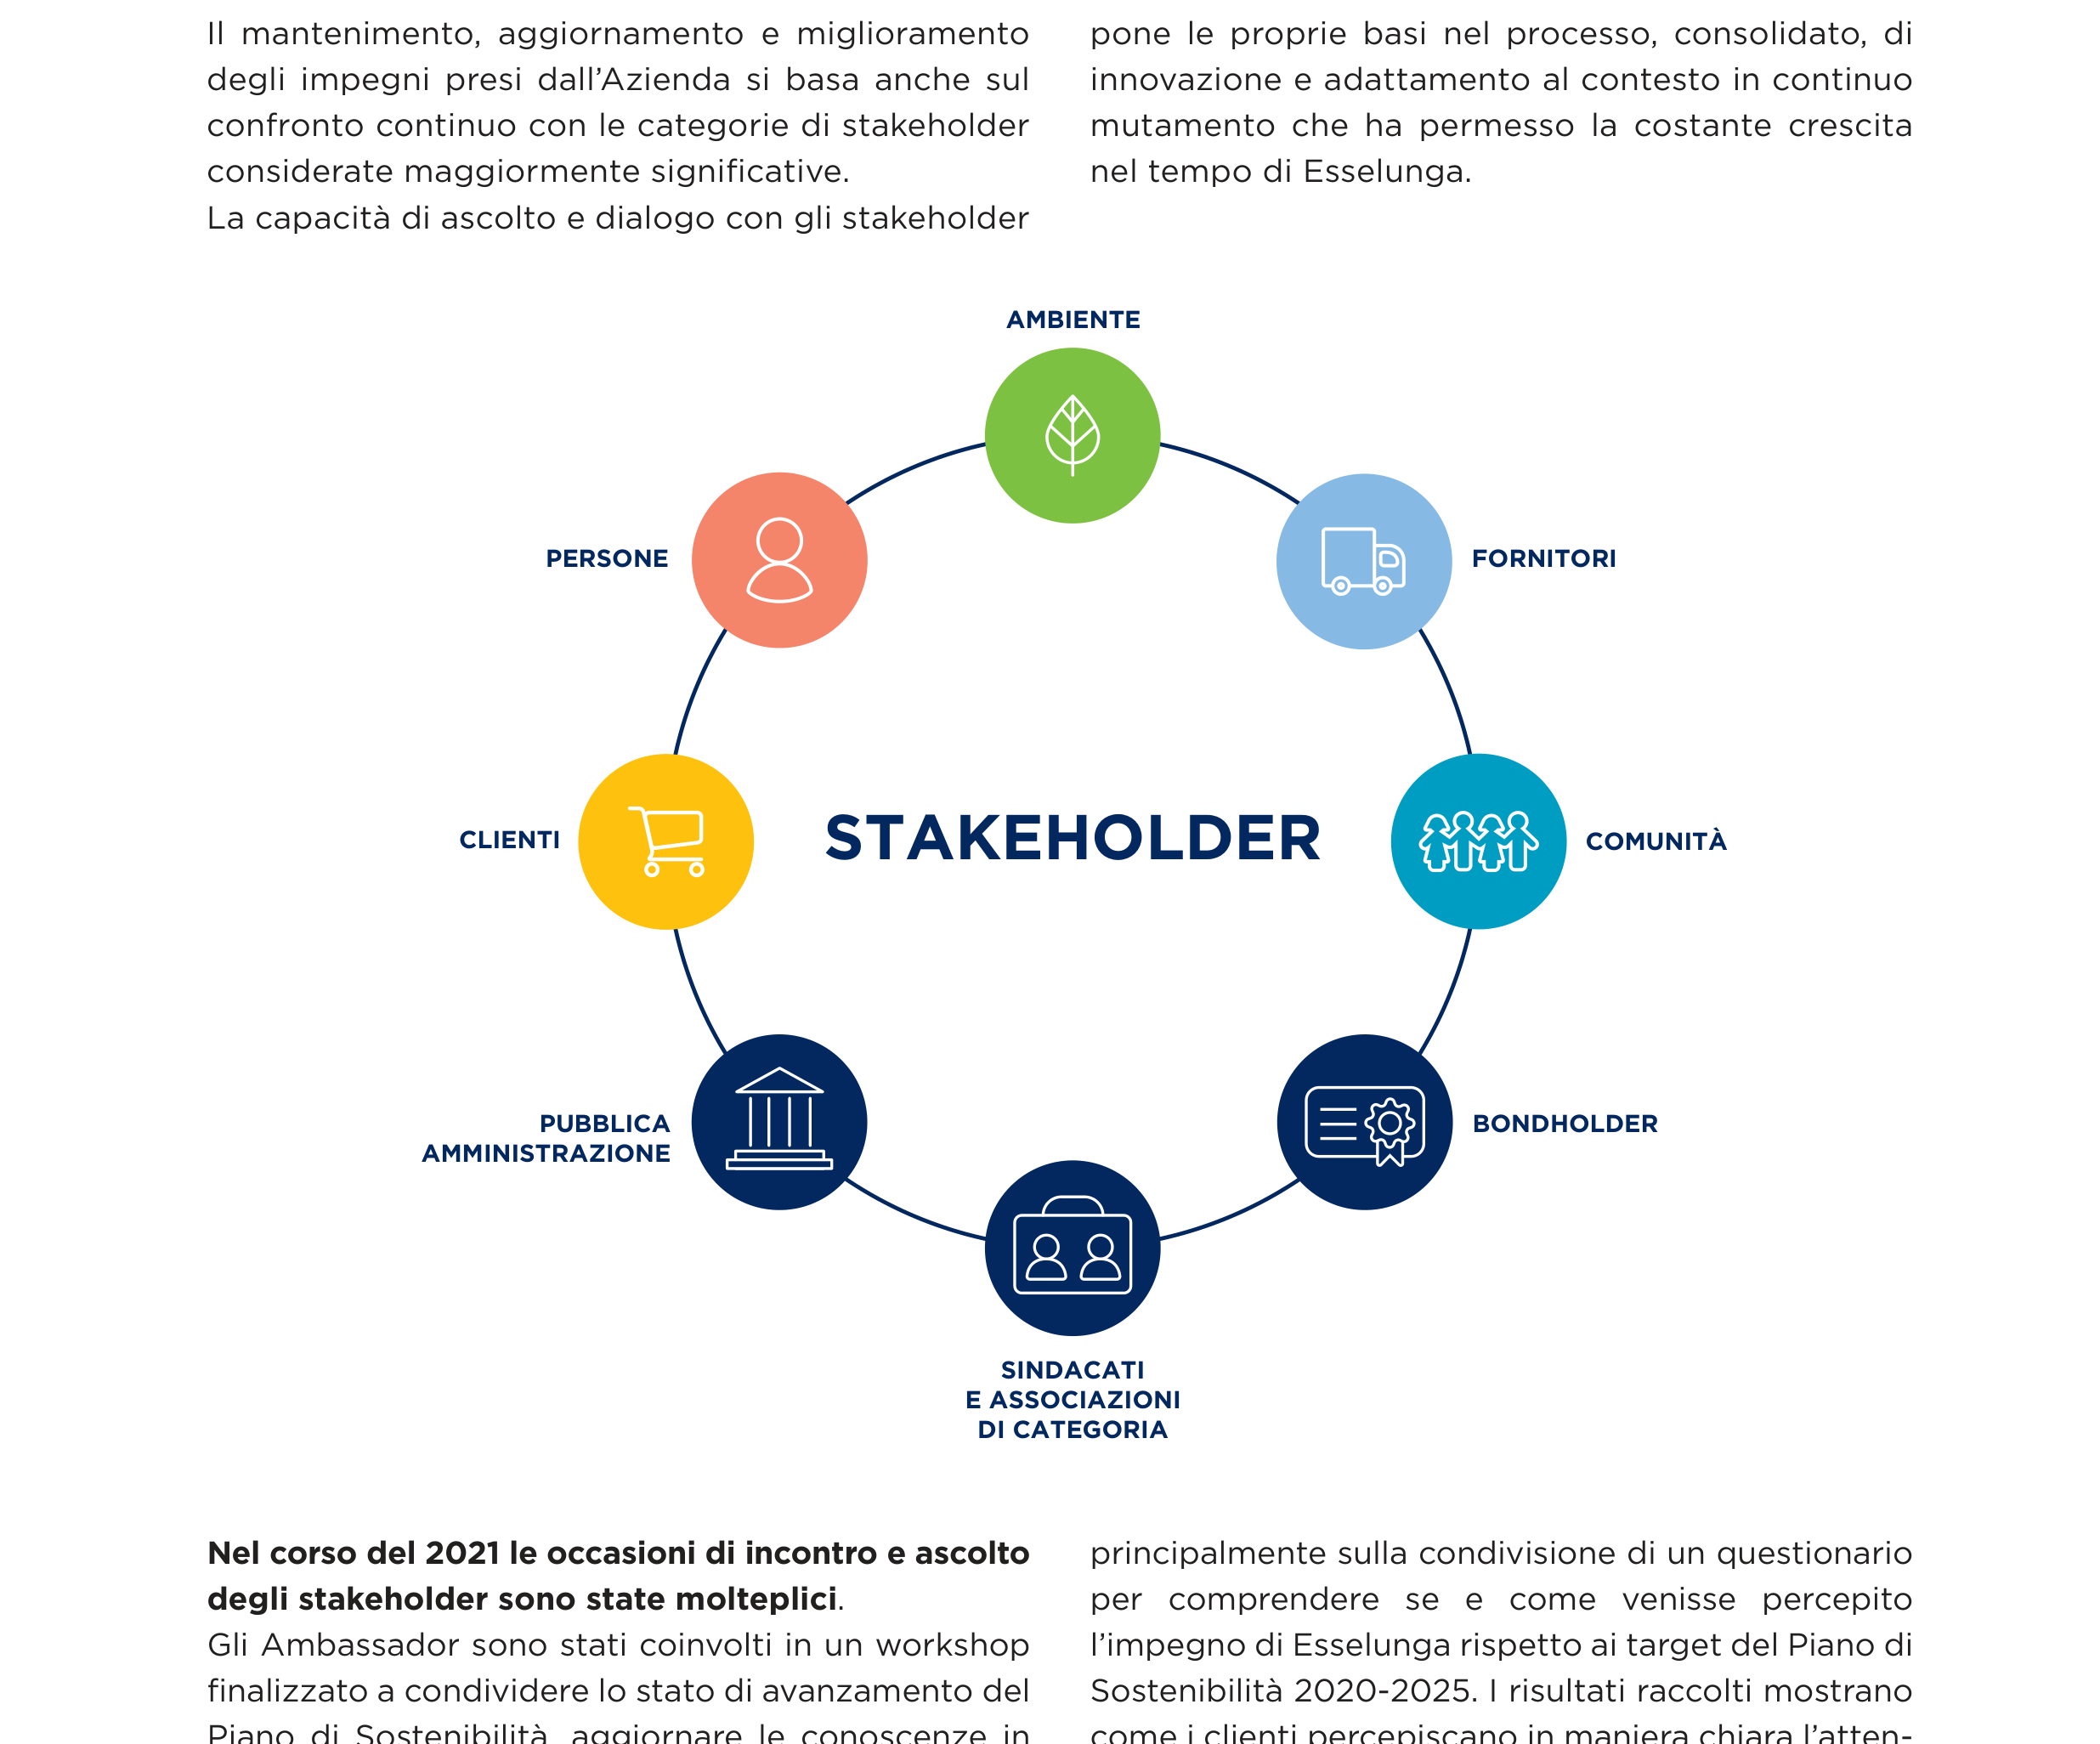 Il mantenimento, aggiornamento e miglioramento
degli impegni presi dall’Azienda si basa anche sul
confronto continuo con le categorie di stakeholder
considerate maggiormente significative.
La capacità di ascolto e dialogo con gli stakeholder
pone le proprie basi nel processo, consolidato, di
innovazione e adattamento al contesto in continuo
mutamento che ha permesso la costante crescita
nel tempo di Esselunga.
AMBIENTE
PERSONE
FORNITORI
CLIENTI
STAKEHOLDER
COMUNITÀ
PUBBLICA
AMMINISTRAZIONE
BONDHOLDER
SINDACATI
E ASSOCIAZIONI
DI CATEGORIA
Nel corso del 2021 le occasioni di incontro e ascolto
degli stakeholder sono state molteplici.
Gli Ambassador sono stati coinvolti in un workshop
finalizzato a condividere lo stato di avanzamento del
Piano di Sostenibilità, aggiornare le conoscenze in
principalmente sulla condivisione di un questionario
per comprendere se e come venisse percepito
l’impegno di Esselunga rispetto ai target del Piano di
Sostenibilità 2020-2025. I risultati raccolti mostrano
come i clienti percepiscano in maniera chiara l’atten-